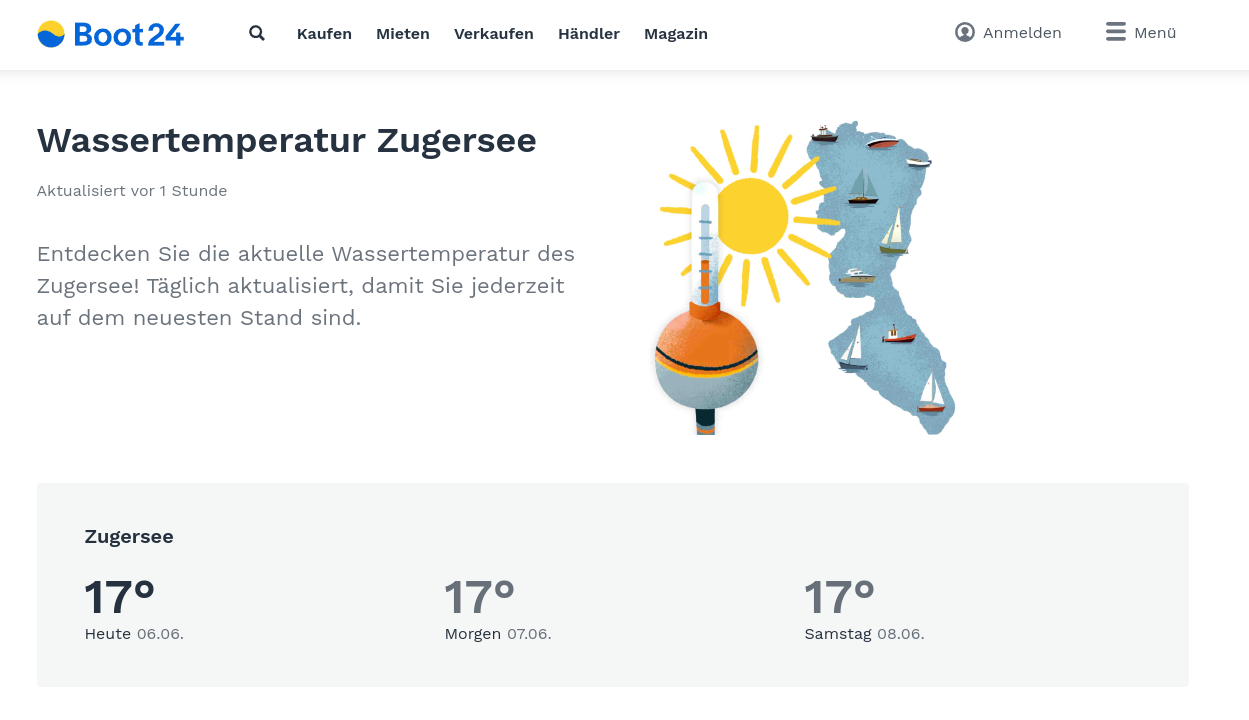 Boot24
Kaufen Mieten Verkaufen Händler Magazin
Anmelden
Menü
Wassertemperatur Zugersee
Aktualisiert vor 1 Stunde
Entdecken Sie die aktuelle Wassertemperatur des
Zugersee! Täglich aktualisiert, damit Sie jederzeit
auf dem neuesten Stand sind.
Zugersee
17° 17° 17°
Heute 06.06. Morgen 07.06. Samstag 08.06.